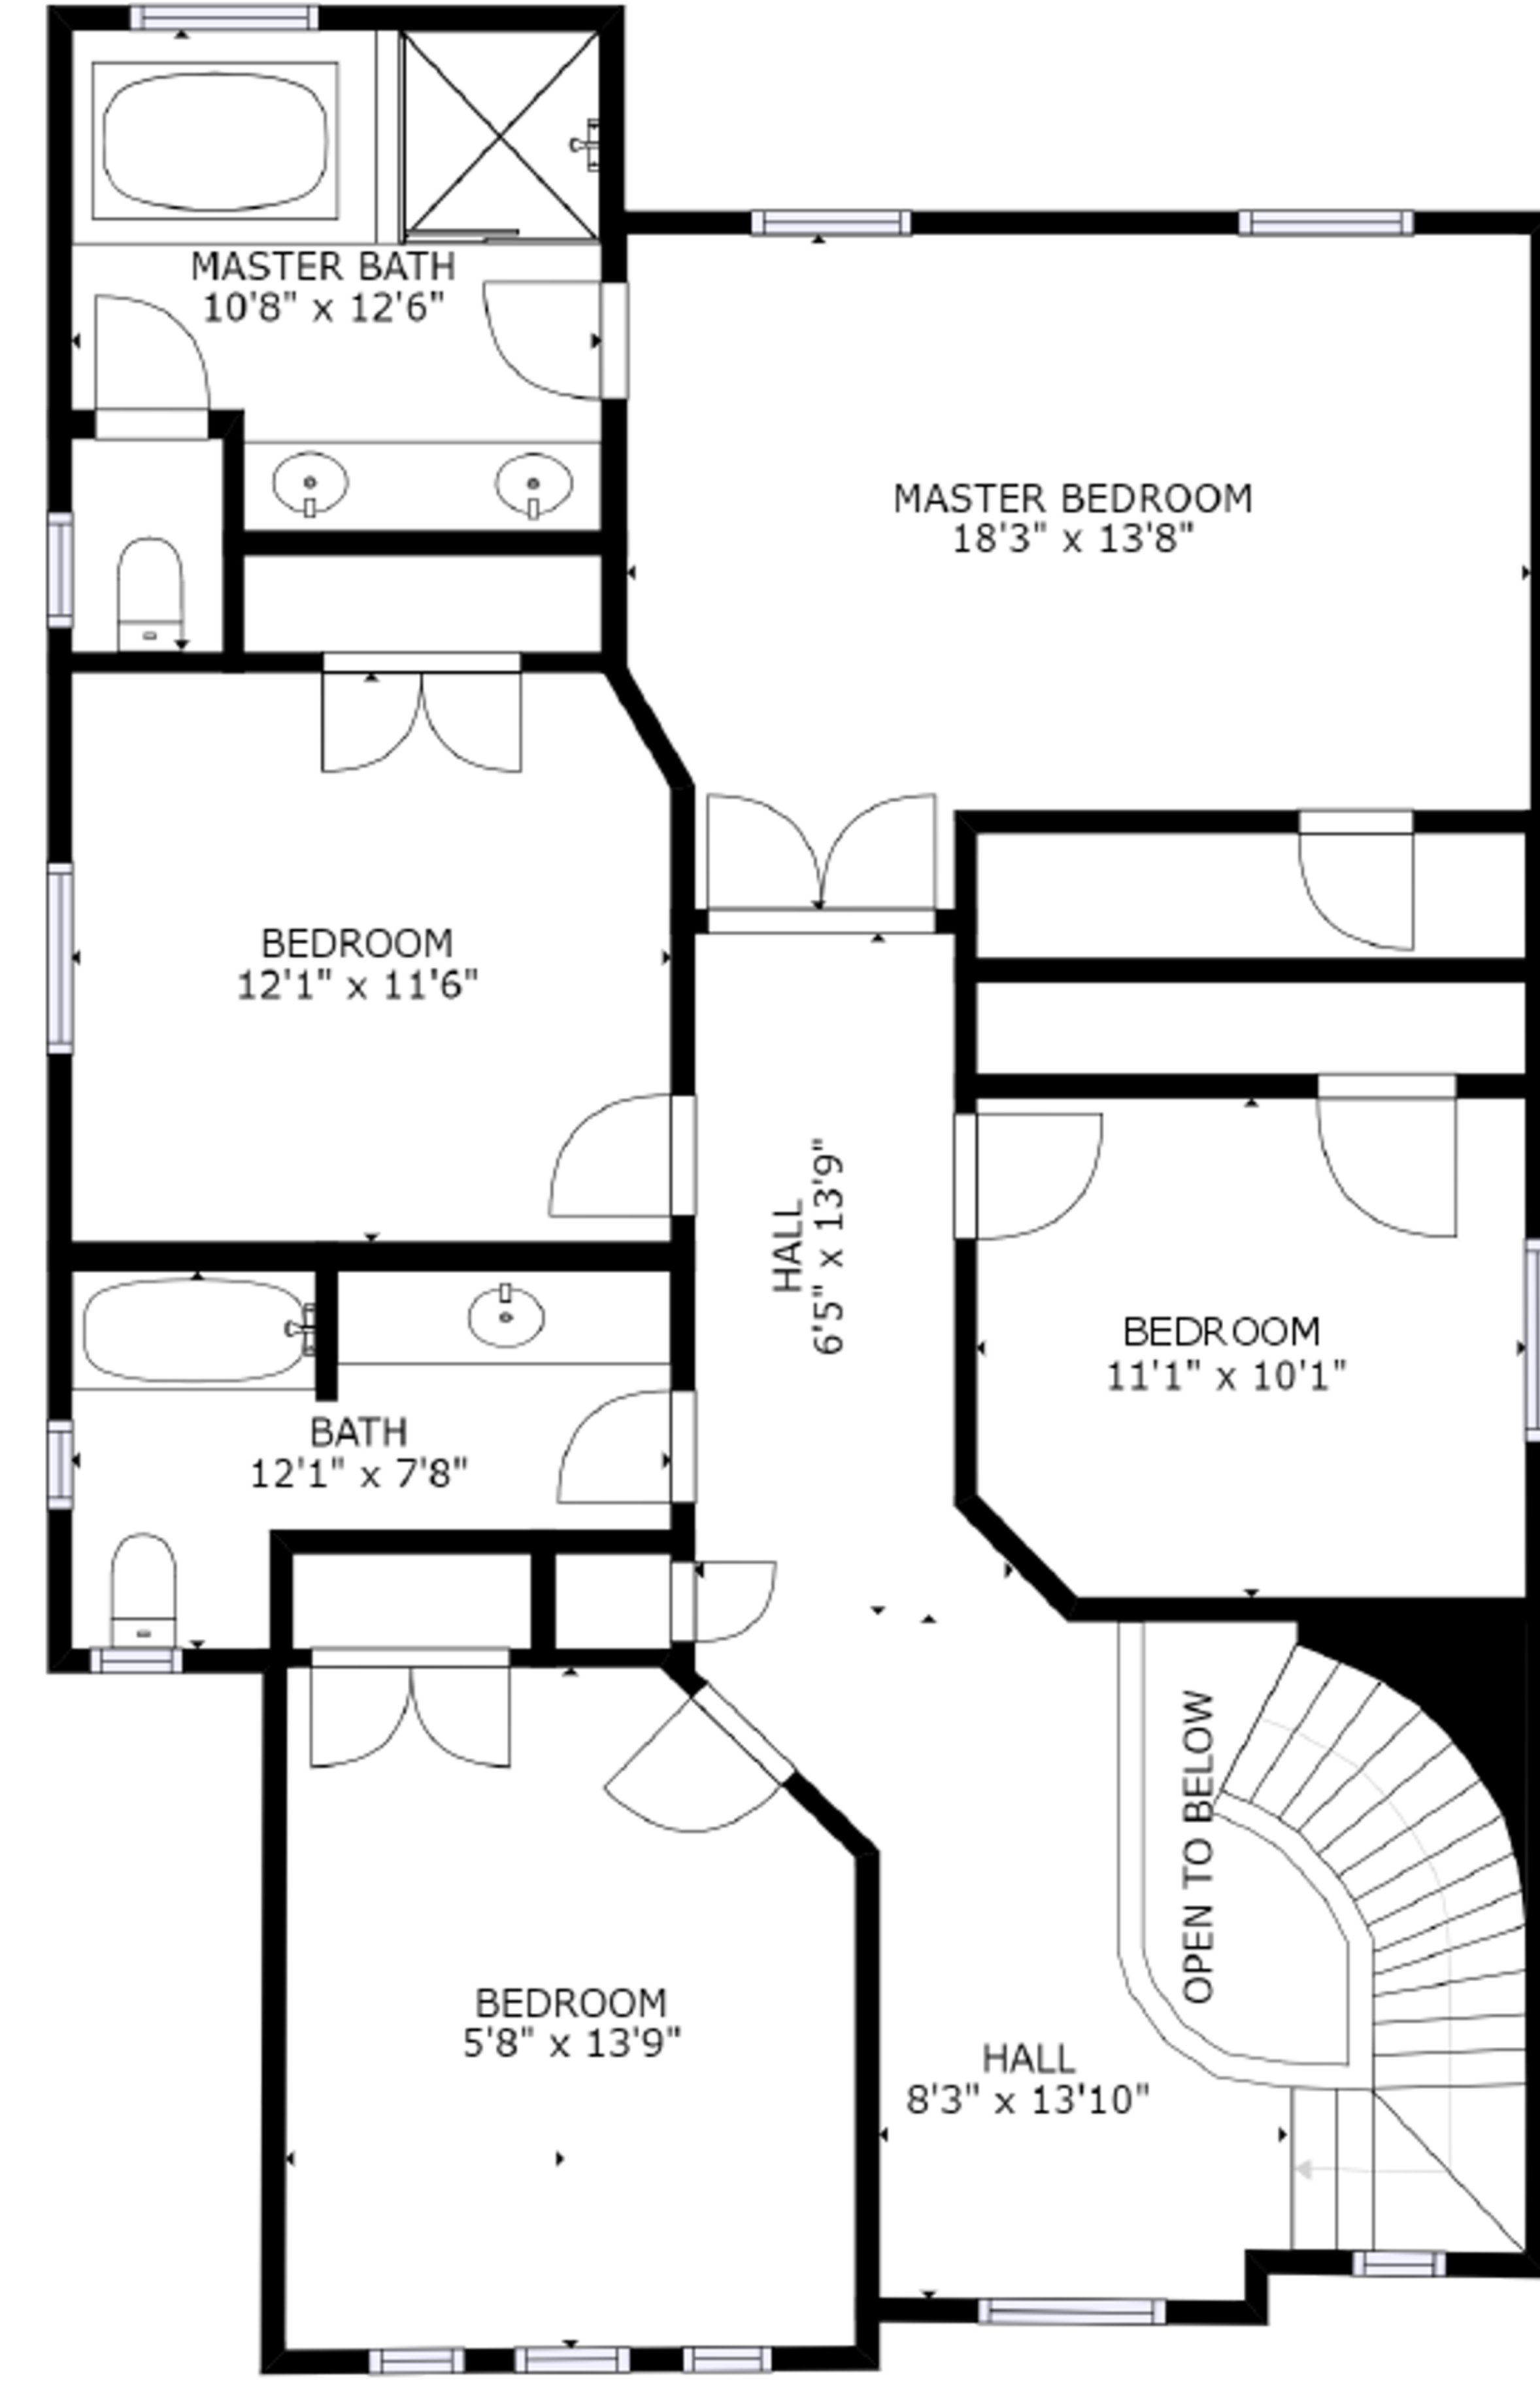 MASTER BATH
10'8" x 12'6"
MASTER BEDROOM
18'3" x 13'8"
BEDROOM
12'1" x 11'6"
HALL
6'5" x 13'9"
BEDROOM
11'1" x 10'1"
BATH
12'1" x 7'8"
OPEN TO BELOW
BEDROOM
5'8" x 13'9"
HALL
8'3" x 13'10"